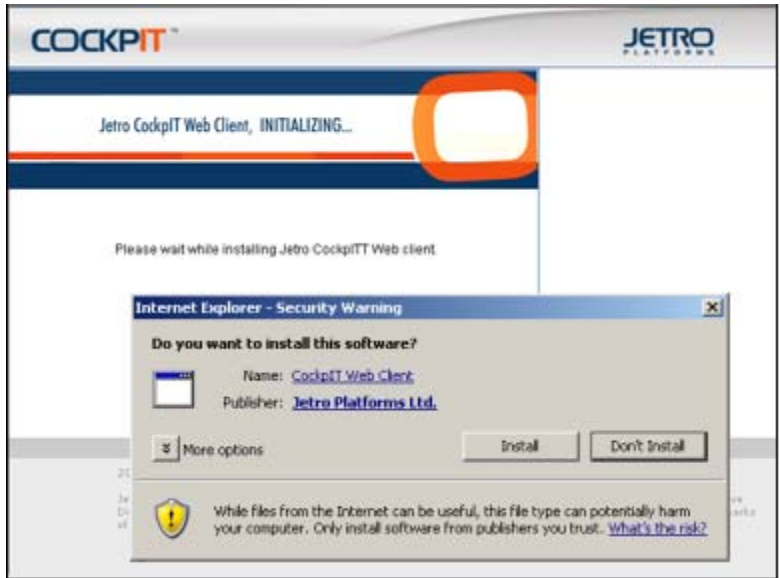 COCKPIT™
JETRO
PLATFORMS
Jetro CockpIT Web Client, INITIALIZING...
Please wait while installing Jetro CockpITT Web client
Internet Explorer - Security Warning
Do you want to install this software?
Name: CockpIT Web Client
Publisher: Jetro Platforms Ltd.
More options
Install
Don't Install
While files from the Internet can be useful, this file type can potentially harm
your computer. Only install software from publishers you trust. What's the risk?